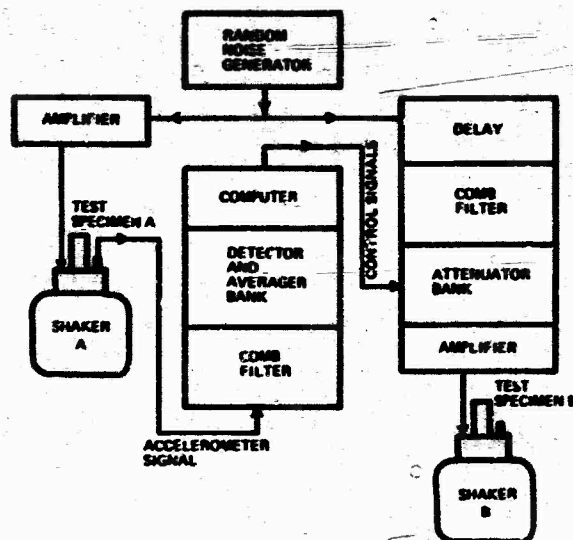 RANDOM
NOISE
GENERATOR
AMPLIFIER
DELAY
COMB
FILTER
ATTENUATOR
BANK
AMPLIFIER
CONTROL SIGNALS
COMPUTER
DETECTOR
AND
AVERAGER
BANK
COMB
FILTER
TEST
SPECIMEN A
SHAKER
A
ACCELEROMETER
SIGNAL
TEST
SPECIMEN B
SHAKER
B